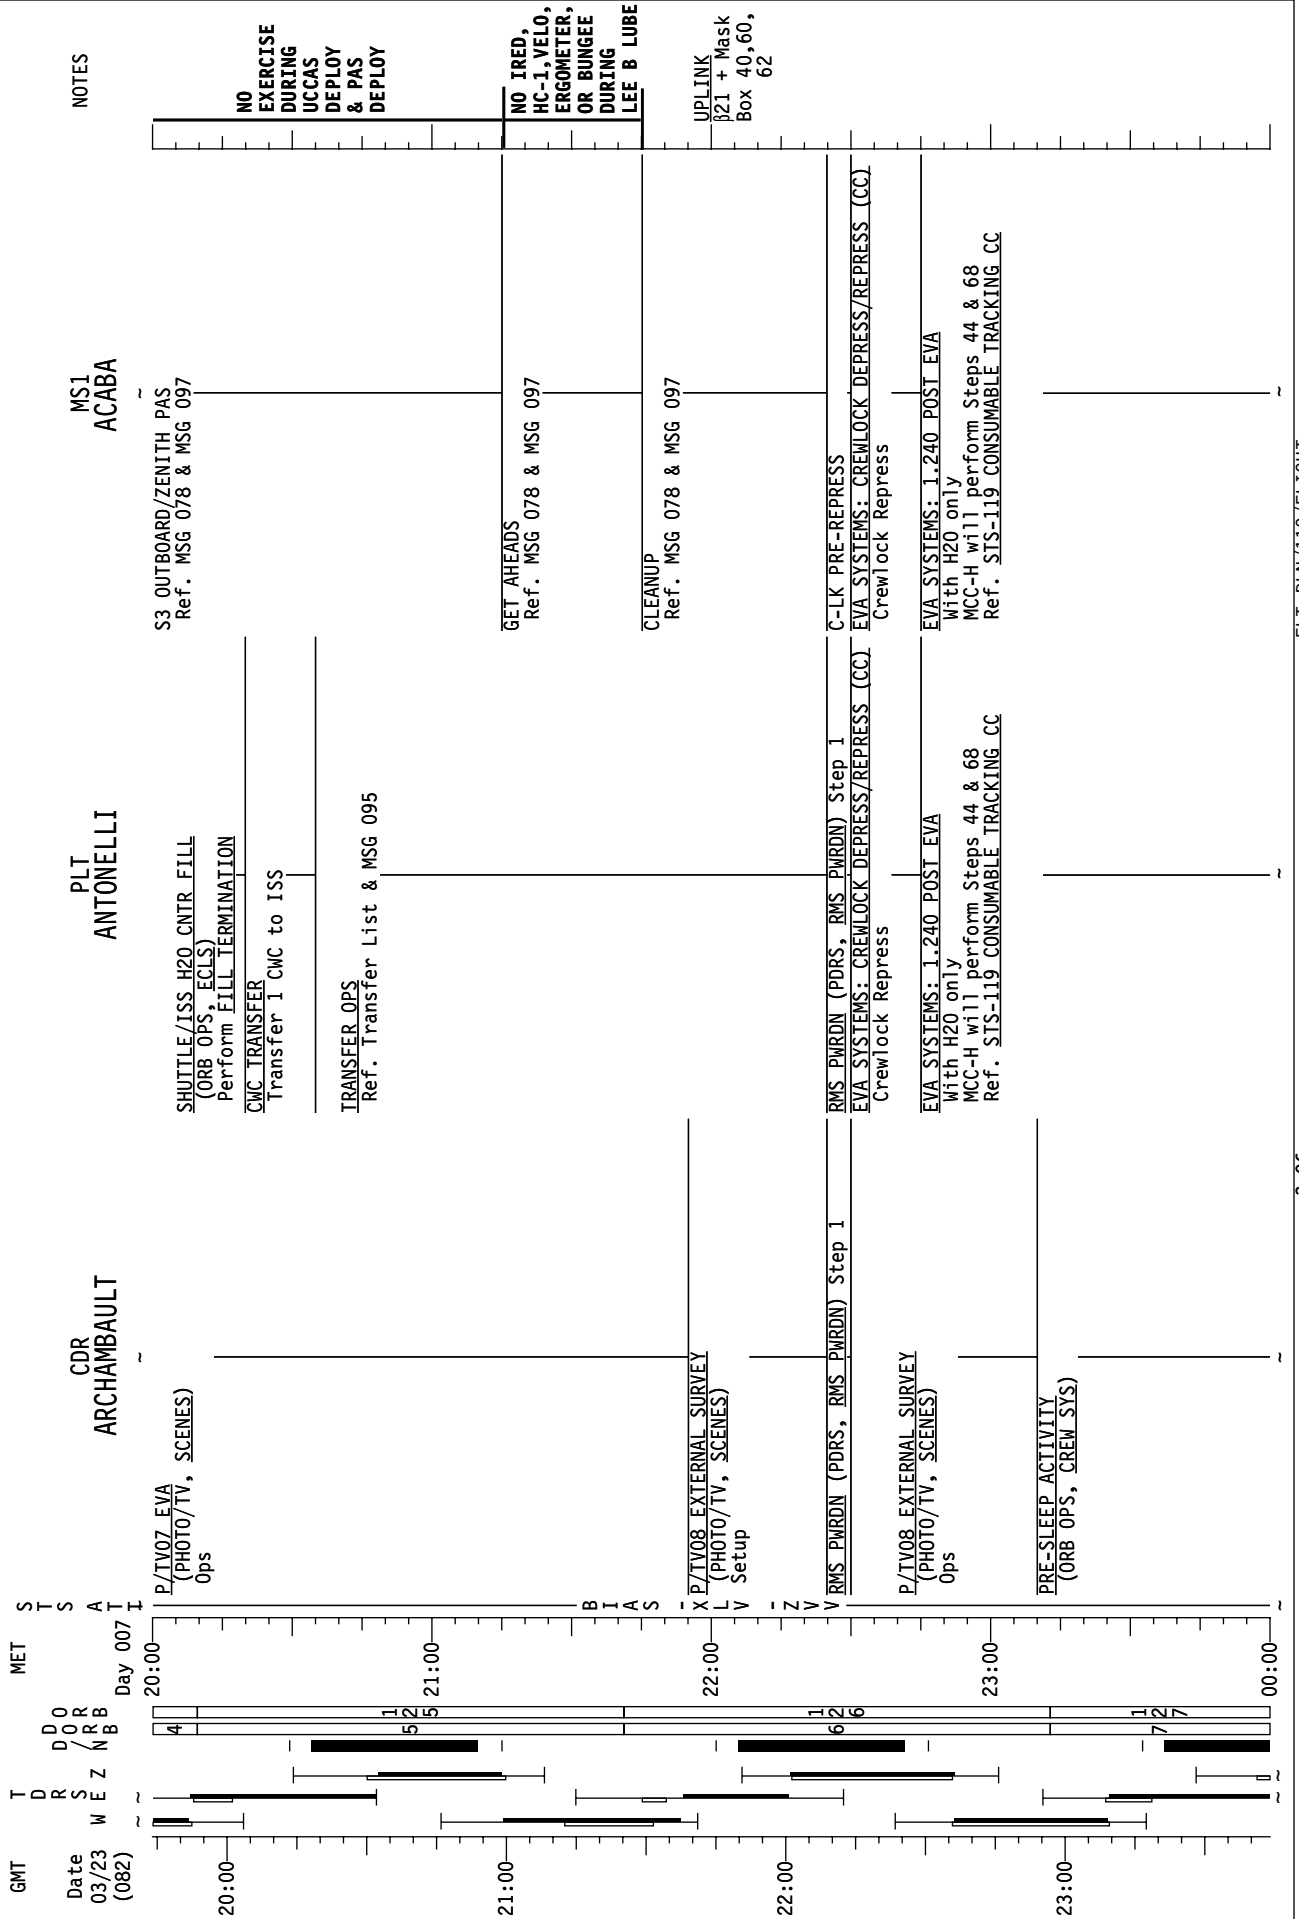 GMT
Date
03/23
(082)
20:00
21:00
22:00
23:00
T
D
R
S
W E Z
D D O
/ O R
N R B
B
4
5
6
7
1
2
5
1
2
6
1
2
7
MET
Day 007
20:00
21:00
22:00
23:00
00:00
S
T
S
A
T
T
B
I
A
S
-
X
L
V
-
Z
V
V
CDR
ARCHAMBAULT
P/TV07 EVA
(PHOTO/TV, SCENES)
Ops
P/TV08 EXTERNAL SURVEY
(PHOTO/TV, SCENES)
Setup
RMS PWRDN (PDRS, RMS PWRDN) Step 1
P/TV08 EXTERNAL SURVEY
(PHOTO/TV, SCENES)
Ops
PRE-SLEEP ACTIVITY
(ORB OPS, CREW SYS)
PLT
ANTONELLI
SHUTTLE/ISS H2O CNTR FILL
(ORB OPS, ECLS)
Perform FILL TERMINATION
CWC TRANSFER
Transfer 1 CWC to ISS
TRANSFER OPS
Ref. Transfer List & MSG 095
RMS PWRDN (PDRS, RMS PWRDN) Step 1
EVA SYSTEMS: CREWLOCK DEPRESS/REPRESS (CC)
Crewlock Repress
EVA SYSTEMS: 1.240 POST EVA
With H2O only
MCC-H will perform Steps 44 & 68
Ref. STS-119 CONSUMABLE TRACKING CC
MS1
ACABA
S3 OUTBOARD/ZENITH PAS
Ref. MSG 078 & MSG 097
GET AHEADS
Ref. MSG 078 & MSG 097
CLEANUP
Ref. MSG 078 & MSG 097
C-LK PRE-REPRESS
EVA SYSTEMS: CREWLOCK DEPRESS/REPRESS (CC)
Crewlock Repress
EVA SYSTEMS: 1.240 POST EVA
With H2O only
MCC-H will perform Steps 44 & 68
Ref. STS-119 CONSUMABLE TRACKING CC
NOTES
NO
EXERCISE
DURING
UCCAS
DEPLOY
& PAS
DEPLOY
NO IRED,
HC-1,VELO,
ERGOMETER,
OR BUNGEE
DURING
LEE B LUBE
UPLINK
β21 + Mask
Box 40,60,
62